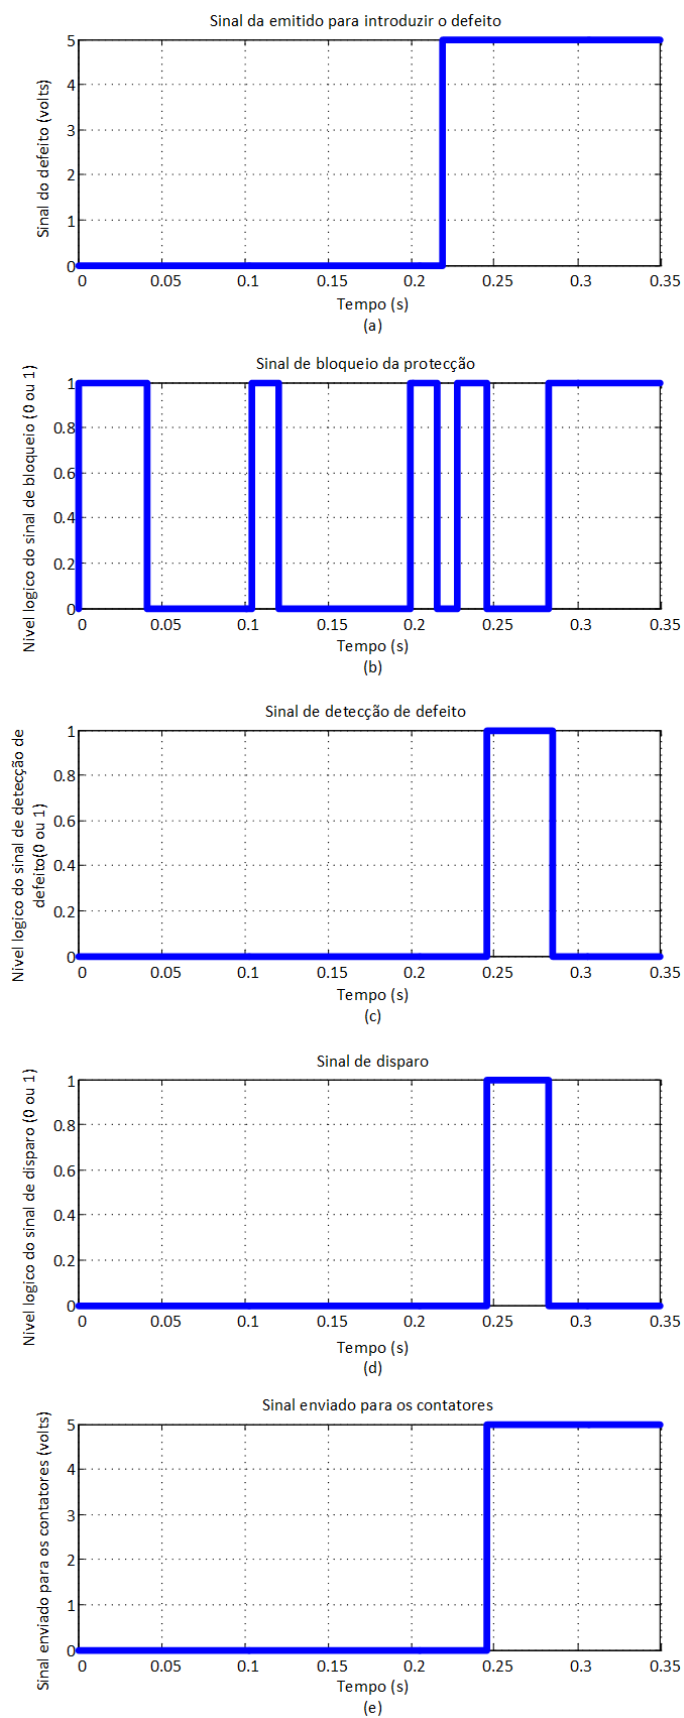 Sinal da emitido para introduzir o defeito
Sinal do defeito (volts)
5
4
3
2
1
0
0 0.05 0.1 0.15 0.2 0.25 0.3 0.35
Tempo (s)
(a)
Sinal de bloqueio da protecção
Nivel logico do sinal de bloqueio (0 ou 1)
1
0.8
0.6
0.4
0.2
0
0 0.05 0.1 0.15 0.2 0.25 0.3 0.35
Tempo (s)
(b)
Sinal de detecção de defeito
Nivel logico do sinal de detecção de
defeito(0 ou 1)
1
0.8
0.6
0.4
0.2
0
0 0.05 0.1 0.15 0.2 0.25 0.3 0.35
Tempo (s)
(c)
Sinal de disparo
Nivel logico do sinal de disparo (0 ou 1)
1
0.8
0.6
0.4
0.2
0
0 0.05 0.1 0.15 0.2 0.25 0.3 0.35
Tempo (s)
(d)
Sinal enviado para os contatores
Sinal enviado para os contatores (volts)
5
4
3
2
1
0
0 0.05 0.1 0.15 0.2 0.25 0.3 0.35
Tempo (s)
(e)